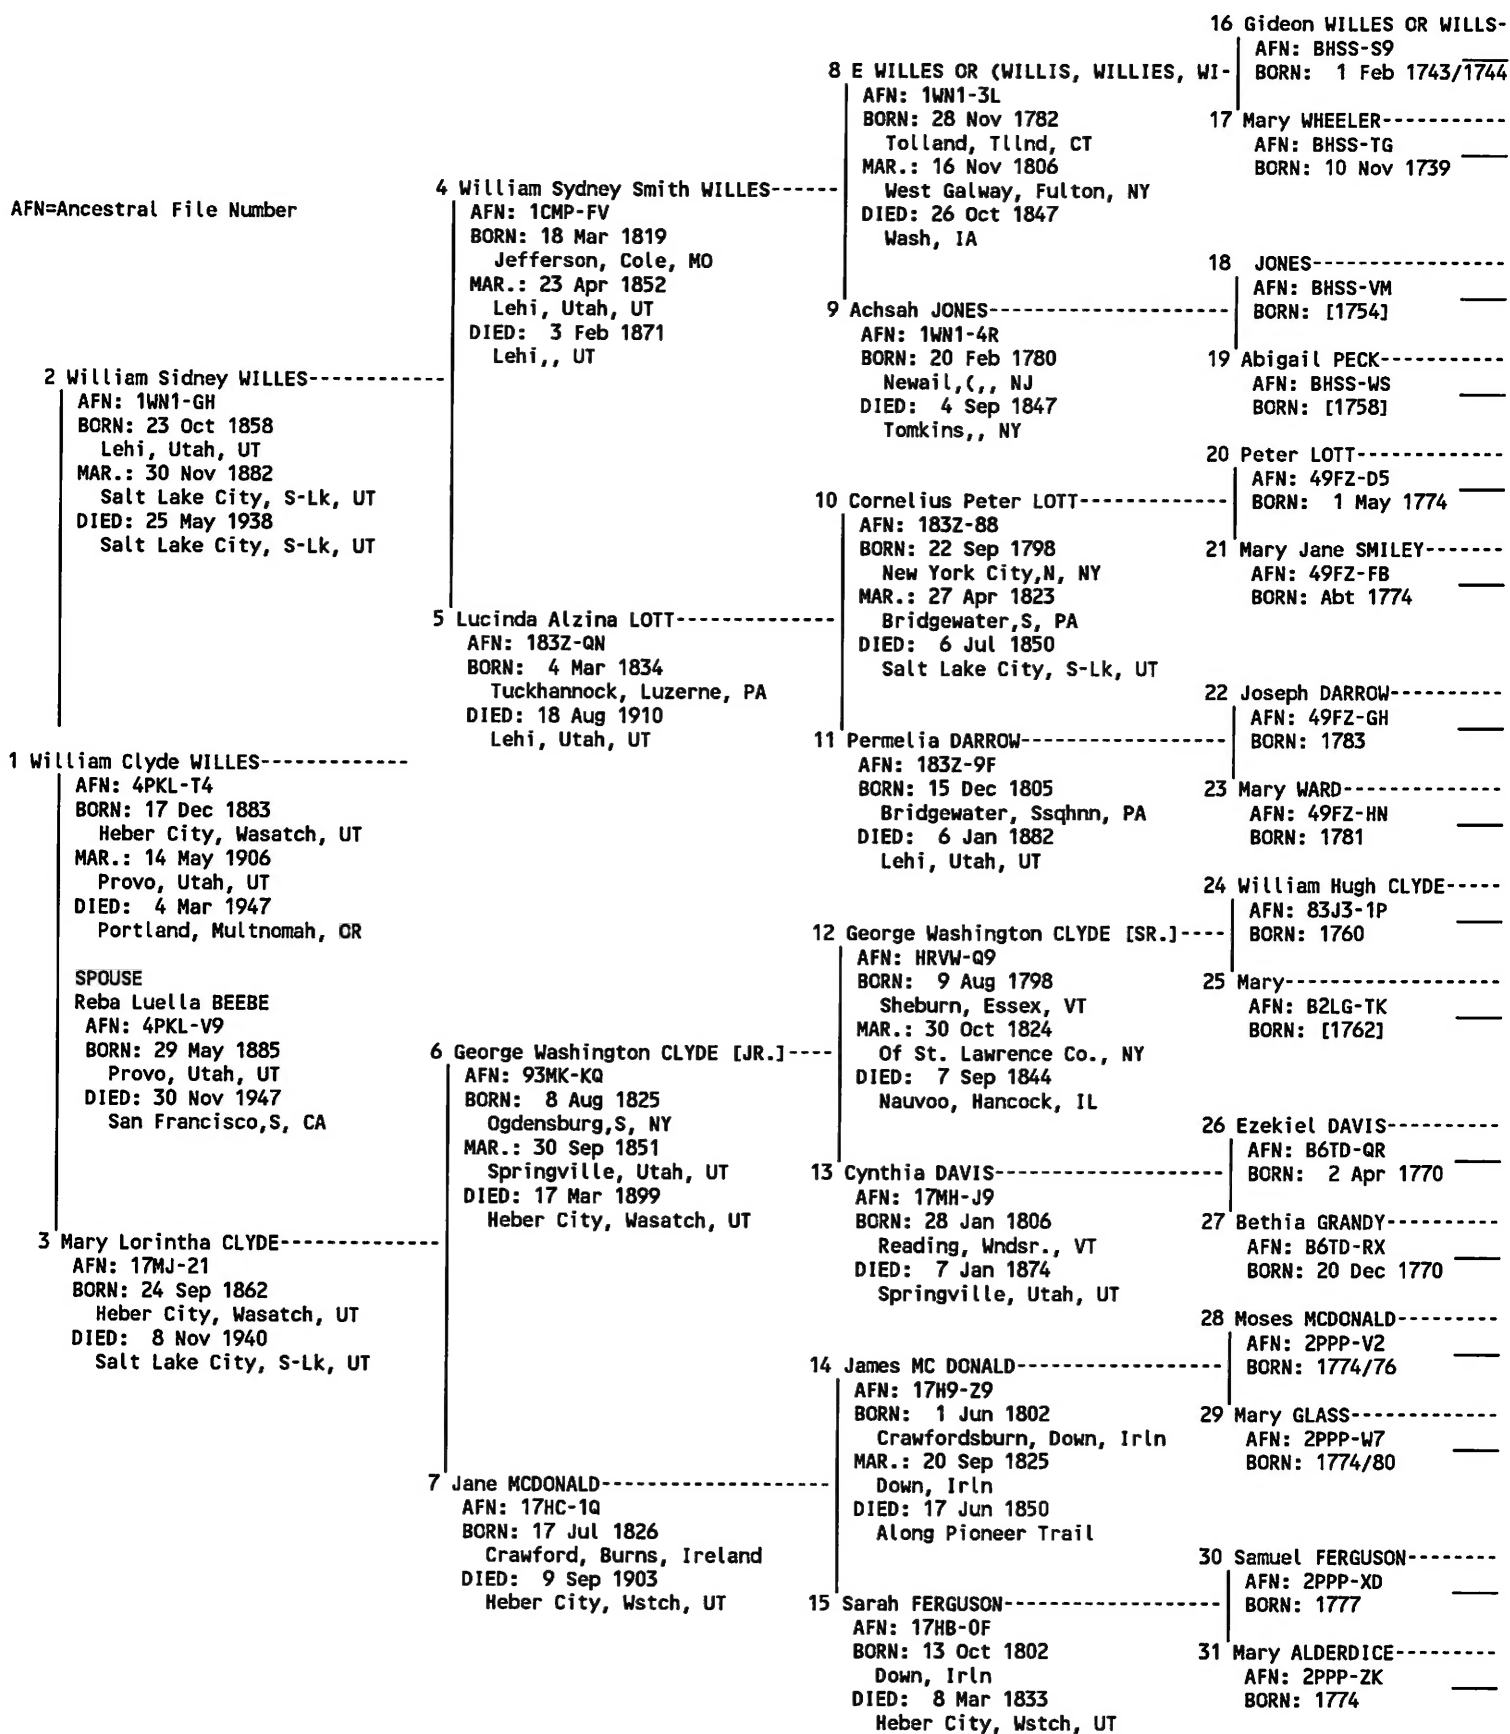 AFN=Ancestral File Number
1 William Clyde WILLES-------------
AFN: 4PKL-T4
BORN: 17 Dec 1883
Heber City, Wasatch, UT
MAR.: 14 May 1906
Provo, Utah, UT
DIED:  4 Mar 1947
Portland, Multnomah, OR
SPOUSE
Reba Luella BEEBE
AFN: 4PKL-V9
BORN: 29 May 1885
Provo, Utah, UT
DIED: 30 Nov 1947
San Francisco,S, CA
2 William Sidney WILLES------------
AFN: 1WN1-GH
BORN: 23 Oct 1858
Lehi, Utah, UT
MAR.: 30 Nov 1882
Salt Lake City, S-Lk, UT
DIED: 25 May 1938
Salt Lake City, S-Lk, UT
3 Mary Lorintha CLYDE--------------
AFN: 17MJ-21
BORN: 24 Sep 1862
Heber City, Wasatch, UT
DIED:  8 Nov 1940
Salt Lake City, S-Lk, UT
4 William Sydney Smith WILLES------
AFN: 1CMP-FV
BORN: 18 Mar 1819
Jefferson, Cole, MO
MAR.: 23 Apr 1852
Lehi, Utah, UT
DIED:  3 Feb 1871
Lehi,, UT
5 Lucinda Alzina LOTT--------------
AFN: 183Z-QN
BORN:  4 Mar 1834
Tuckhannock, Luzerne, PA
DIED: 18 Aug 1910
Lehi, Utah, UT
6 George Washington CLYDE [JR.]----
AFN: 93MK-KQ
BORN:  8 Aug 1825
Ogdensburg,S, NY
MAR.: 30 Sep 1851
Springville, Utah, UT
DIED: 17 Mar 1899
Heber City, Wasatch, UT
7 Jane MCDONALD-------------------
AFN: 17HC-1Q
BORN: 17 Jul 1826
Crawford, Burns, Ireland
DIED:  9 Sep 1903
Heber City, Wstch, UT
8 E WILLES OR (WILLIS, WILLIES, WI-
AFN: 1WN1-3L
BORN: 28 Nov 1782
Tolland, Tllnd, CT
MAR.: 16 Nov 1806
West Galway, Fulton, NY
DIED: 26 Oct 1847
Wash, IA
9 Achsah JONES--------------------
AFN: 1WN1-4R
BORN: 20 Feb 1780
Newail,(,, NJ
DIED:  4 Sep 1847
Tomkins,, NY
10 Cornelius Peter LOTT------------
AFN: 183Z-88
BORN: 22 Sep 1798
New York City,N, NY
MAR.: 27 Apr 1823
Bridgewater,S, PA
DIED:  6 Jul 1850
Salt Lake City, S-Lk, UT
11 Permelia DARROW-----------------
AFN: 183Z-9F
BORN: 15 Dec 1805
Bridgewater, Ssqhnn, PA
DIED:  6 Jan 1882
Lehi, Utah, UT
12 George Washington CLYDE [SR.]----
AFN: HRVW-Q9
BORN:  9 Aug 1798
Sheburn, Essex, VT
MAR.: 30 Oct 1824
Of St. Lawrence Co., NY
DIED:  7 Sep 1844
Nauvoo, Hancock, IL
13 Cynthia DAVIS-------------------
AFN: 17MH-J9
BORN: 28 Jan 1806
Reading, Wndsr., VT
DIED:  7 Jan 1874
Springville, Utah, UT
14 James MC DONALD-----------------
AFN: 17H9-Z9
BORN:  1 Jun 1802
Crawfordsburn, Down, Irln
MAR.: 20 Sep 1825
Down, Irln
DIED: 17 Jun 1850
Along Pioneer Trail
15 Sarah FERGUSON------------------
AFN: 17HB-0F
BORN: 13 Oct 1802
Down, Irln
DIED:  8 Mar 1833
Heber City, Wstch, UT
16 Gideon WILLES OR WILLS-
AFN: BHSS-S9
BORN:  1 Feb 1743/1744
17 Mary WHEELER-----------
AFN: BHSS-TG
BORN: 10 Nov 1739
18  JONES----------------
AFN: BHSS-VM
BORN: [1754]
19 Abigail PECK-----------
AFN: BHSS-WS
BORN: [1758]
20 Peter LOTT-------------
AFN: 49FZ-D5
BORN:  1 May 1774
21 Mary Jane SMILEY-------
AFN: 49FZ-FB
BORN: Abt 1774
22 Joseph DARROW----------
AFN: 49FZ-GH
BORN: 1783
23 Mary WARD--------------
AFN: 49FZ-HN
BORN: 1781
24 William Hugh CLYDE-----
AFN: 83J3-1P
BORN: 1760
25 Mary-------------------
AFN: B2LG-TK
BORN: [1762]
26 Ezekiel DAVIS----------
AFN: B6TD-QR
BORN:  2 Apr 1770
27 Bethia GRANDY----------
AFN: B6TD-RX
BORN: 20 Dec 1770
28 Moses MCDONALD---------
AFN: 2PPP-V2
BORN: 1774/76
29 Mary GLASS-------------
AFN: 2PPP-W7
BORN: 1774/80
30 Samuel FERGUSON--------
AFN: 2PPP-XD
BORN: 1777
31 Mary ALDERDICE---------
AFN: 2PPP-ZK
BORN: 1774